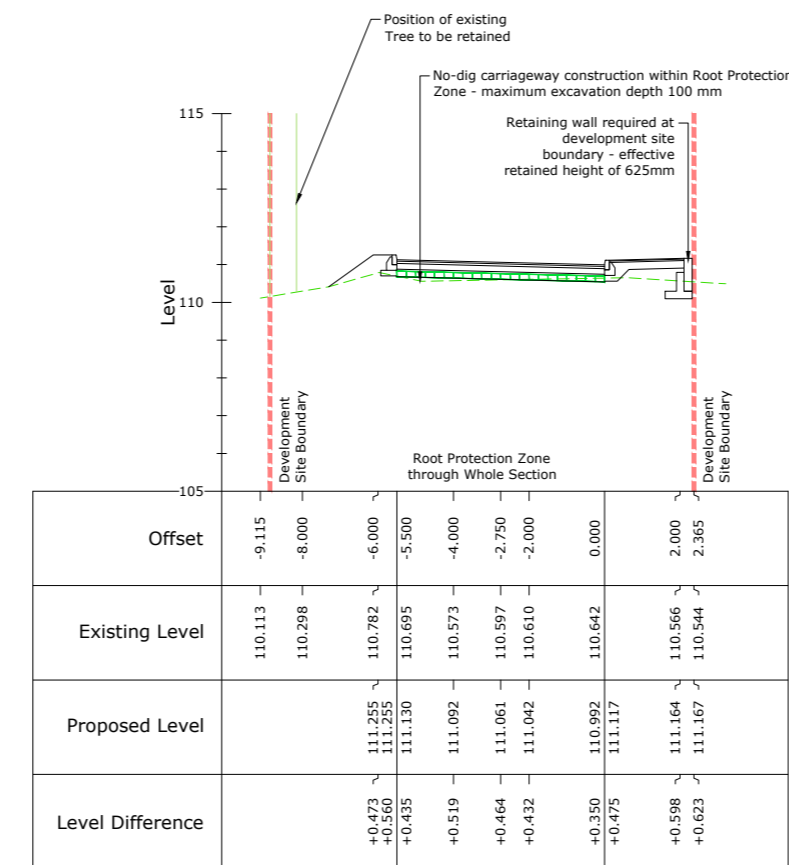 Position of existing
Tree to be retained
No-dig carriageway construction within Root Protection
Zone - maximum excavation depth 100 mm
Retaining wall required at
development site
boundary - effective
retained height of 625mm
115
110
105
Level
Development
Site Boundary
Root Protection Zone
through Whole Section
Development
Site Boundary
Offset
-9.115
-8.000
-6.000
-5.500
-4.000
-2.750
-2.000
0.000
2.000
2.365
Existing Level
110.113
110.298
110.782
110.695
110.573
110.597
110.610
110.642
110.566
110.544
Proposed Level
111.255
111.255
111.130
111.092
111.061
111.042
110.992
111.117
111.164
111.167
Level Difference
+0.473
+0.560
+0.435
+0.519
+0.464
+0.432
+0.350
+0.475
+0.598
+0.623